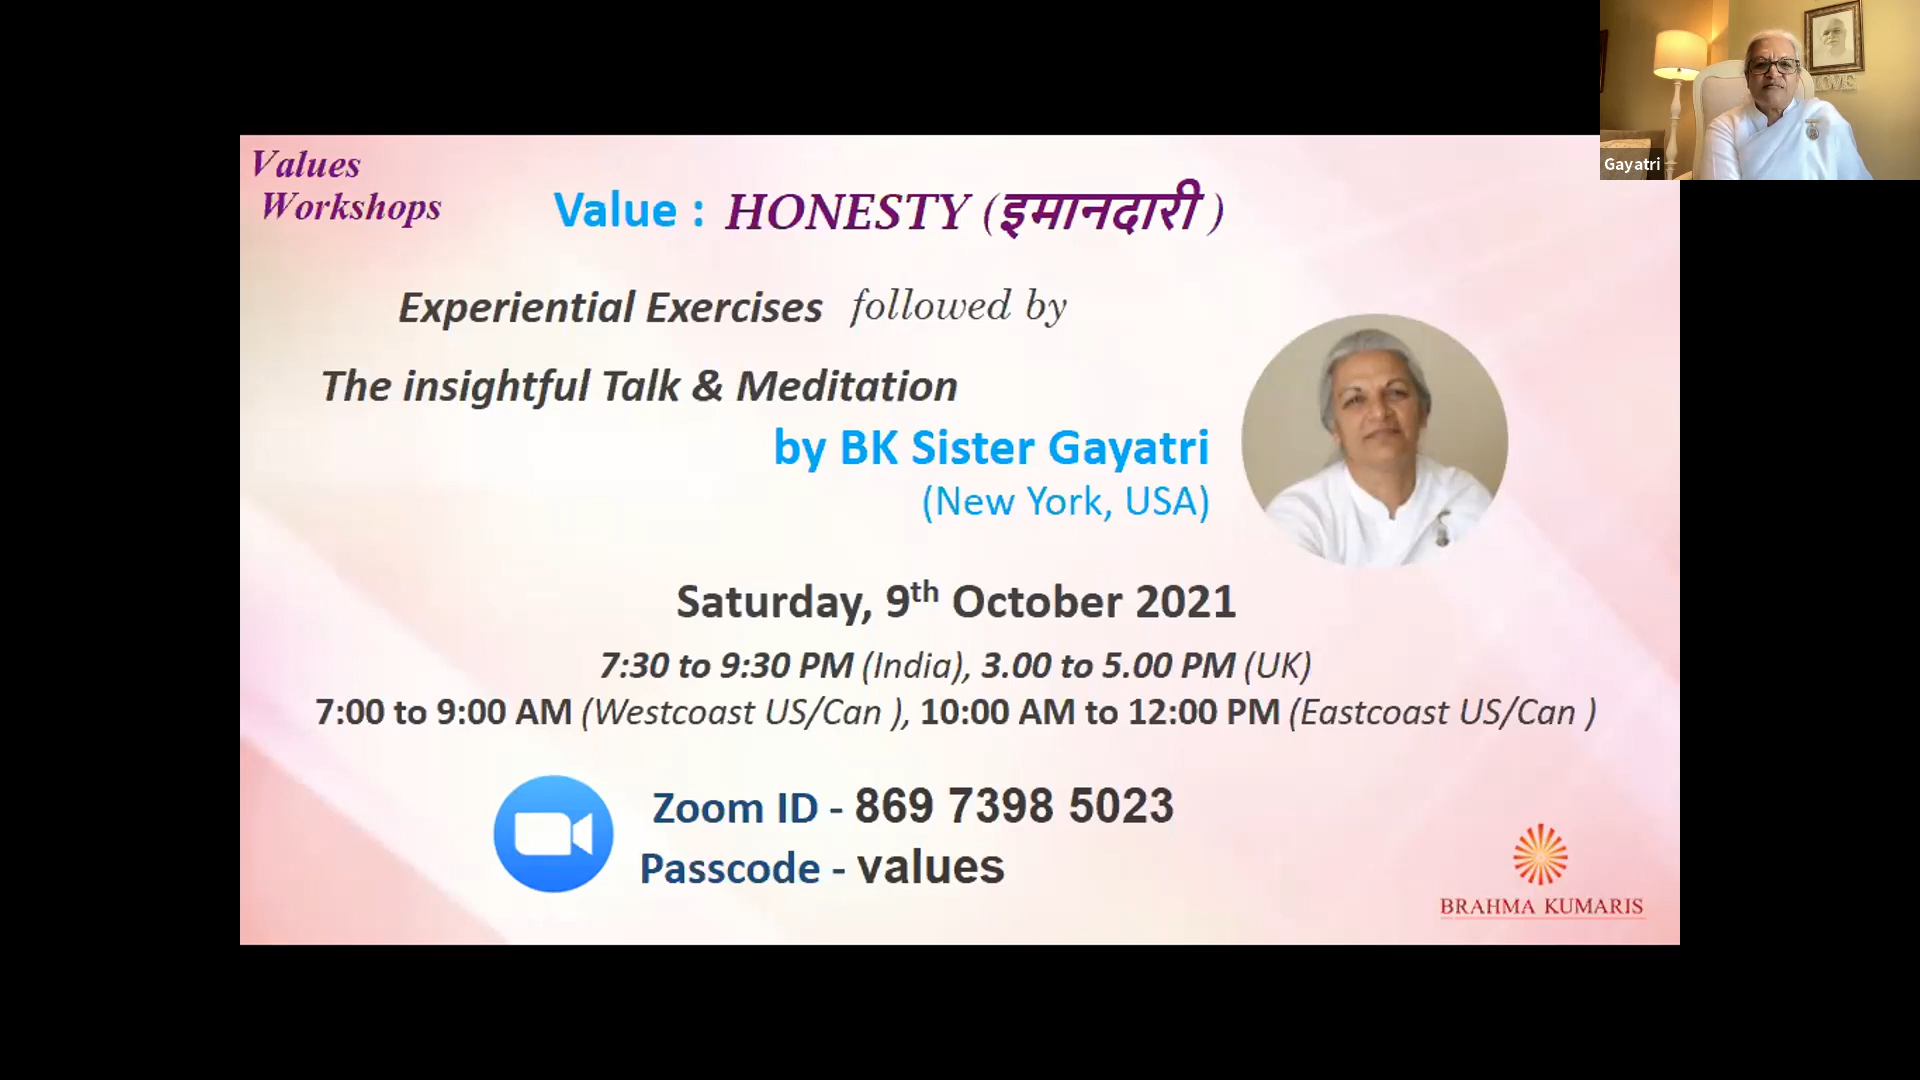 Values
Workshops
Value : HONESTY (इमानदारी )
Experiential Exercises followed by
The insightful Talk & Meditation
by BK Sister Gayatri
(New York, USA)
Saturday, 9th October 2021
7:30 to 9:30 PM (India), 3.00 to 5.00 PM (UK)
7:00 to 9:00 AM (Westcoast US/Can ), 10:00 AM to 12:00 PM (Eastcoast US/Can )
Zoom ID - 869 7398 5023
Passcode - values
BRAHMA KUMARIS
LOVE
Gayatri